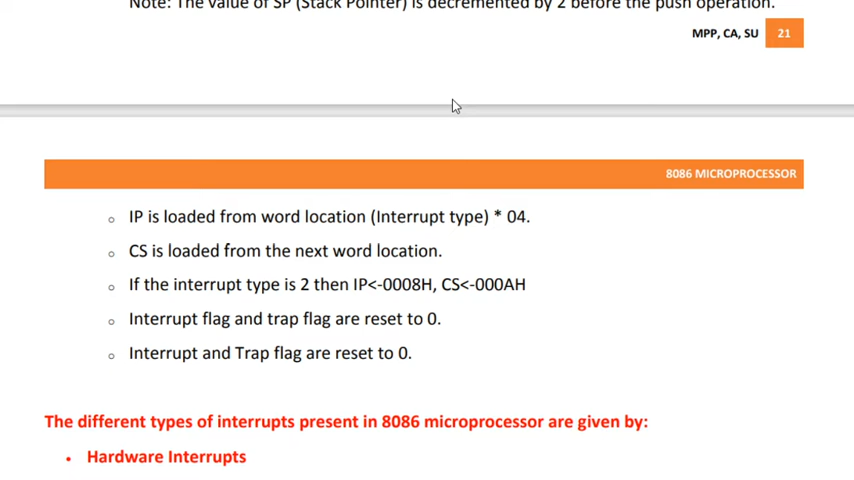 Note: The value of SP (Stack Pointer) is decremented by 2 before the push operation.
MPP, CA, SU 21
8086 MICROPROCESSOR
o IP is loaded from word location (Interrupt type) * 04.
o CS is loaded from the next word location.
o If the interrupt type is 2 then IP<-0008H, CS<-000AH
o Interrupt flag and trap flag are reset to 0.
o Interrupt and Trap flag are reset to 0.
The different types of interrupts present in 8086 microprocessor are given by:
• Hardware Interrupts